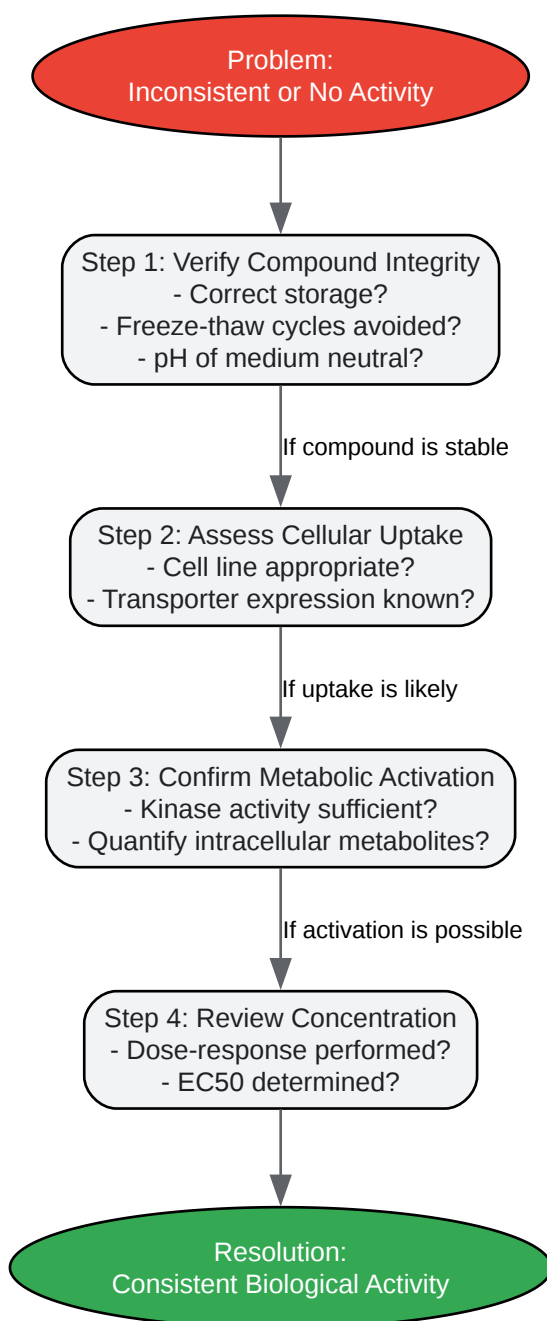 Problem:
Inconsistent or No Activity
Step 1: Verify Compound Integrity
- Correct storage?
- Freeze-thaw cycles avoided?
- pH of medium neutral?
If compound is stable
Step 2: Assess Cellular Uptake
- Cell line appropriate?
- Transporter expression known?
If uptake is likely
Step 3: Confirm Metabolic Activation
- Kinase activity sufficient?
- Quantify intracellular metabolites?
If activation is possible
Step 4: Review Concentration
- Dose-response performed?
- EC50 determined?
Resolution:
Consistent Biological Activity